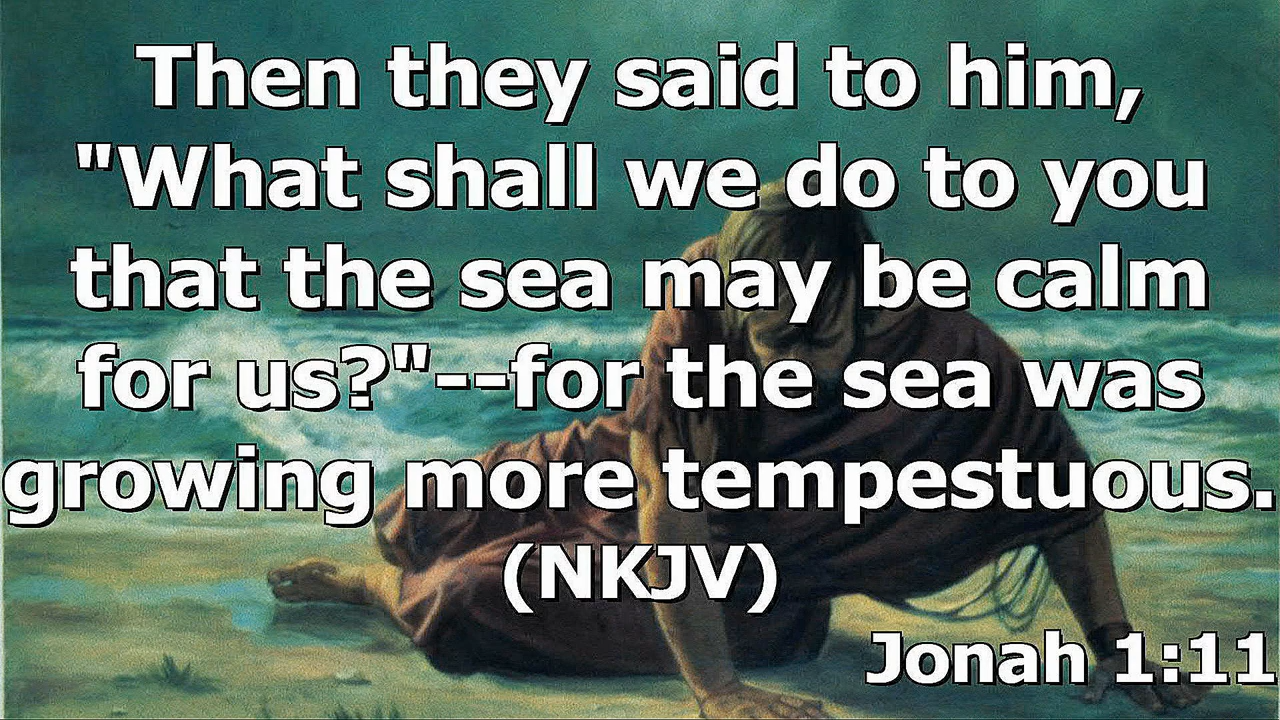 Then they said to him,
"What shall we do to you
that the sea may be calm
for us?"--for the sea was
growing more tempestuous.
(NKJV)
Jonah 1:11